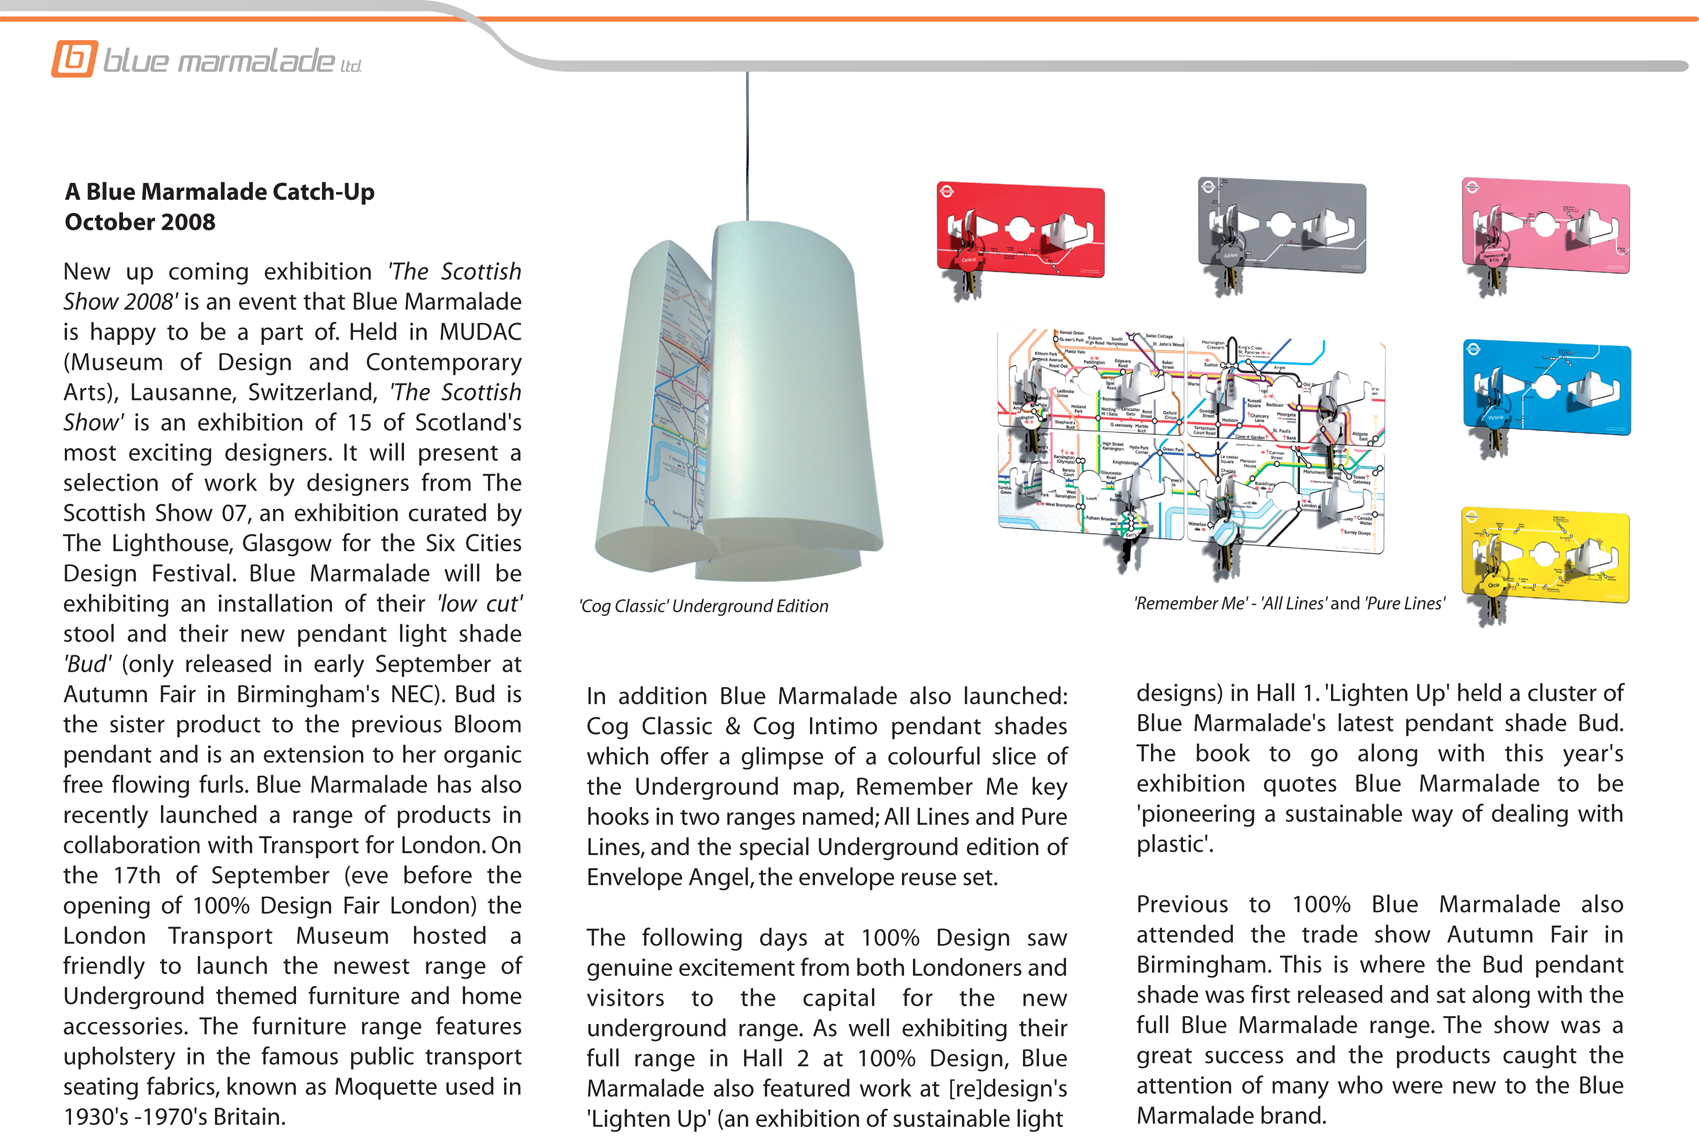 blue marmalade ltd.
A Blue Marmalade Catch-Up
October 2008
New up coming exhibition 'The Scottish
Show 2008' is an event that Blue Marmalade
is happy to be a part of. Held in MUDAC
(Museum of Design and Contemporary
Arts), Lausanne, Switzerland, 'The Scottish
Show' is an exhibition of 15 of Scotland's
most exciting designers. It will present a
selection of work by designers from The
Scottish Show 07, an exhibition curated by
The Lighthouse, Glasgow for the Six Cities
Design Festival. Blue Marmalade will be
exhibiting an installation of their 'low cut'
stool and their new pendant light shade
'Bud' (only released in early September at
Autumn Fair in Birmingham's NEC). Bud is
the sister product to the previous Bloom
pendant and is an extension to her organic
free flowing furls. Blue Marmalade has also
recently launched a range of products in
collaboration with Transport for London. On
the 17th of September (eve before the
opening of 100% Design Fair London) the
London Transport Museum hosted a
friendly to launch the newest range of
Underground themed furniture and home
accessories. The furniture range features
upholstery in the famous public transport
seating fabrics, known as Moquette used in
1930's -1970's Britain.
'Cog Classic' Underground Edition
'Remember Me' - 'All Lines' and 'Pure Lines'
In addition Blue Marmalade also launched:
Cog Classic & Cog Intimo pendant shades
which offer a glimpse of a colourful slice of
the Underground map, Remember Me key
hooks in two ranges named; All Lines and Pure
Lines, and the special Underground edition of
Envelope Angel, the envelope reuse set.
The following days at 100% Design saw
genuine excitement from both Londoners and
visitors to the capital for the new
underground range. As well exhibiting their
full range in Hall 2 at 100% Design, Blue
Marmalade also featured work at [re]design's
'Lighten Up' (an exhibition of sustainable light
designs) in Hall 1. 'Lighten Up' held a cluster of
Blue Marmalade's latest pendant shade Bud.
The book to go along with this year's
exhibition quotes Blue Marmalade to be
'pioneering a sustainable way of dealing with
plastic'.
Previous to 100% Blue Marmalade also
attended the trade show Autumn Fair in
Birmingham. This is where the Bud pendant
shade was first released and sat along with the
full Blue Marmalade range. The show was a
great success and the products caught the
attention of many who were new to the Blue
Marmalade brand.